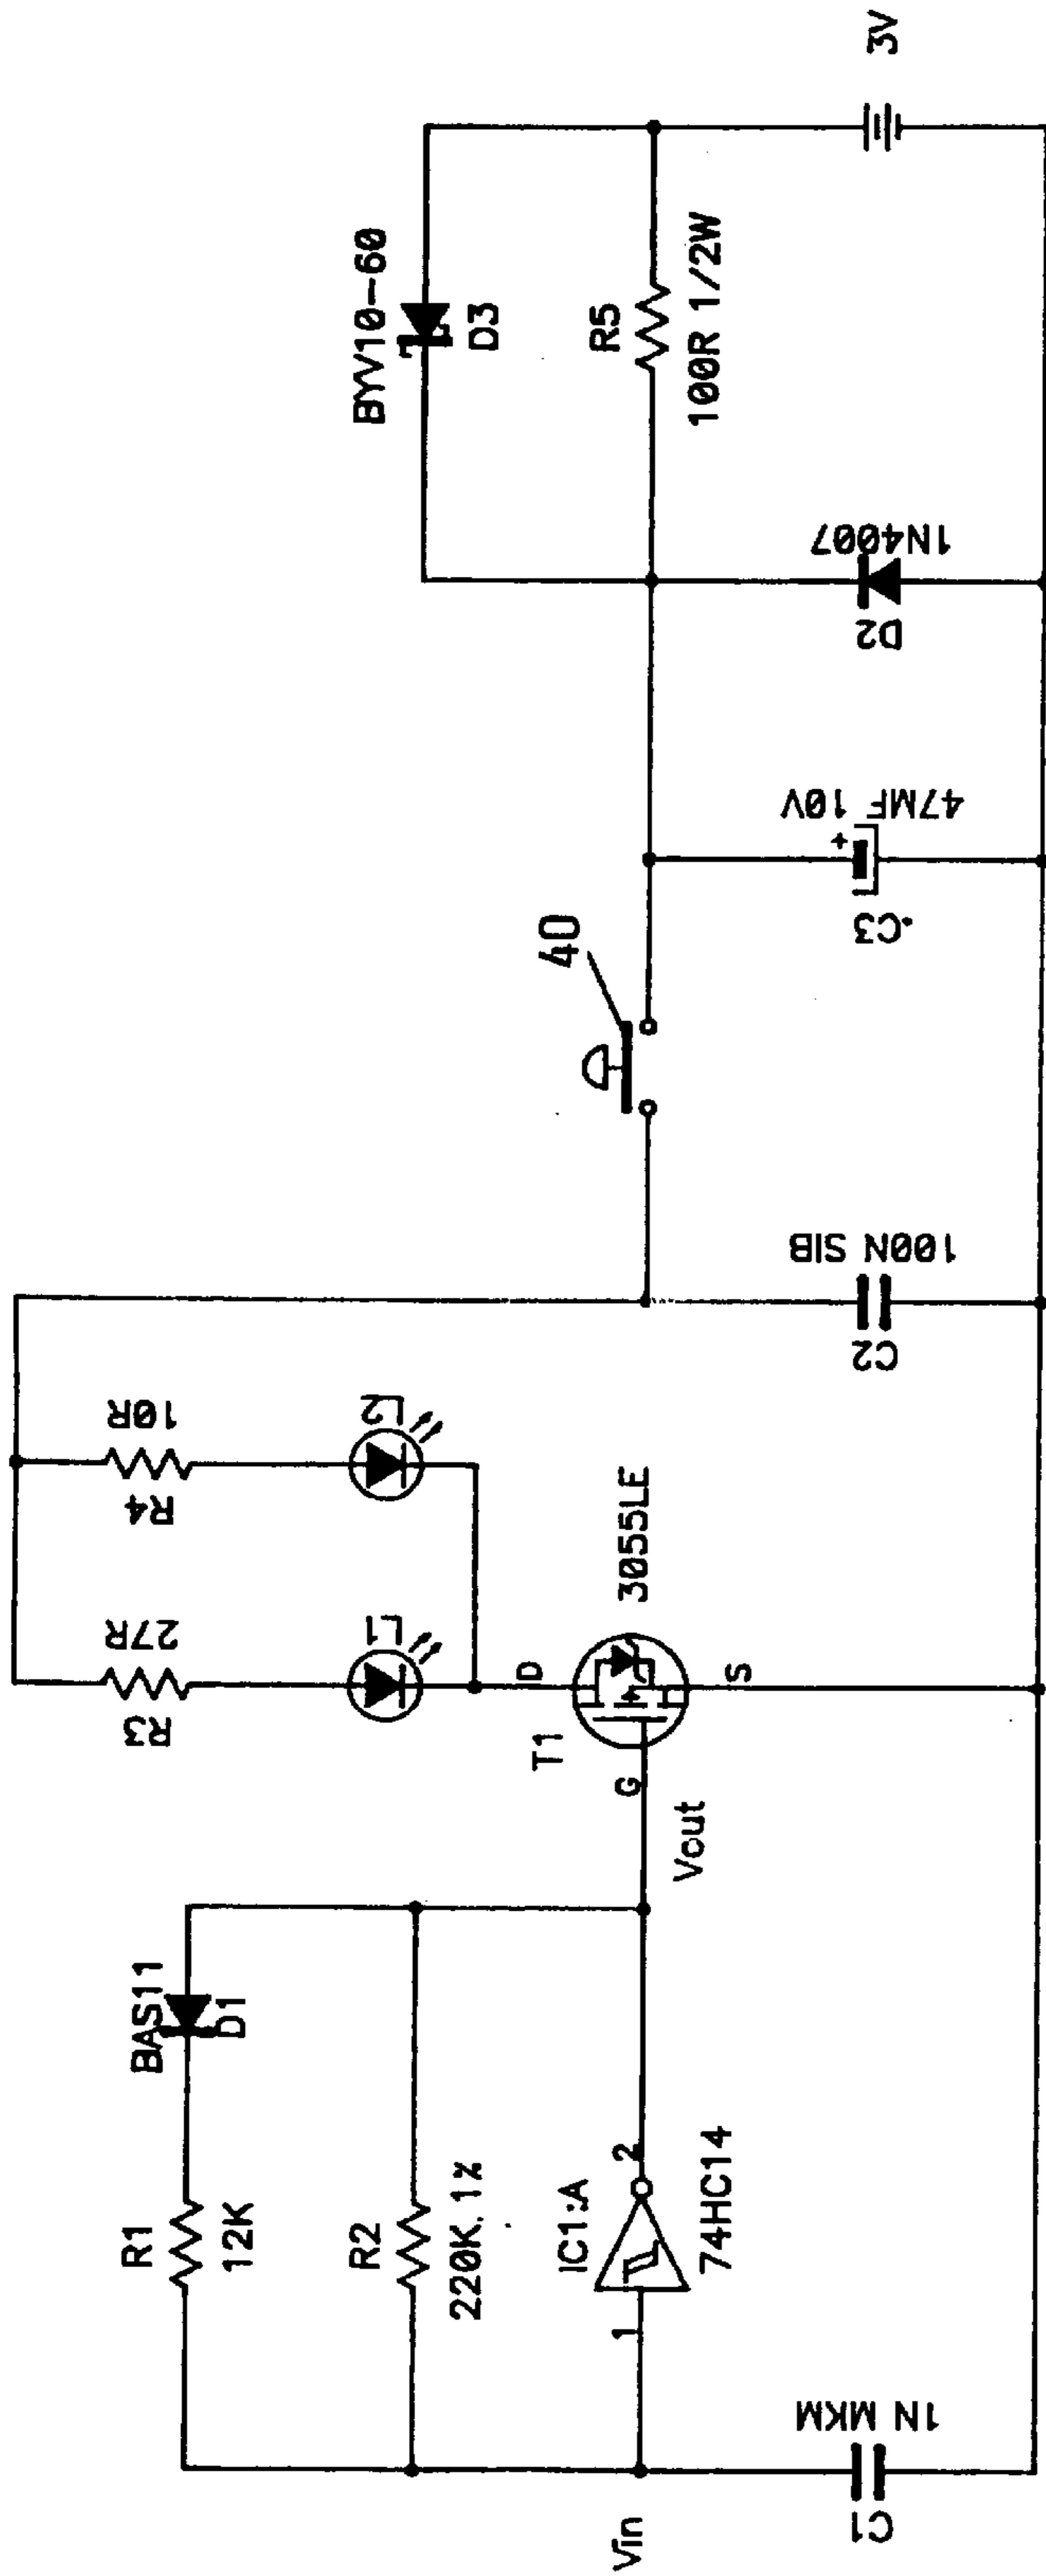 BAS11
D1
R1
12K
R2
220K.1%
IC1:A
1
2
74HC14
Vin
C1
1N MKM
Vout
R3
27R
L1
R4
10R
L2
T1
D
G
S
3055LE
C2
100N SIB
40
.C3
+
47MF 10V
D2
1N4007
BYV10-60
D3
R5
100R 1/2W
3V